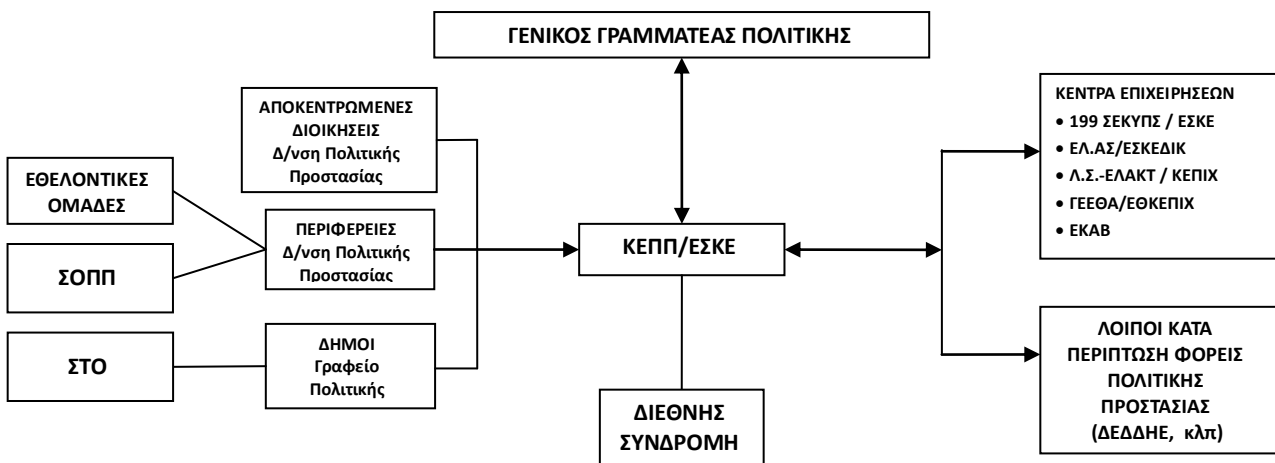 ΓΕΝΙΚΟΣ ΓΡΑΜΜΑΤΕΑΣ ΠΟΛΙΤΙΚΗΣ
ΑΠΟΚΕΝΤΡΩΜΕΝΕΣ
ΔΙΟΙΚΗΣΕΙΣ
Δ/νση Πολιτικής
Προστασίας
ΕΘΕΛΟΝΤΙΚΕΣ
ΟΜΑΔΕΣ
ΣΟΠΠ
ΣΤΟ
ΠΕΡΙΦΕΡΕΙΕΣ
Δ/νση Πολιτικής
Προστασίας
ΔΗΜΟΙ
Γραφείο
Πολιτικής
ΚΕΠΠ/ΕΣΚΕ
ΔΙΕΘΝΗΣ
ΣΥΝΔΡΟΜΗ
ΚΕΝΤΡΑ ΕΠΙΧΕΙΡΗΣΕΩΝ
• 199 ΣΕΚΥΠΣ / ΕΣΚΕ
• ΕΛ.ΑΣ/ΕΣΚΕΔΙΚ
• Λ.Σ.-ΕΛΑΚΤ / ΚΕΠΙΧ
• ΓΕΕΘΑ/ΕΘΚΕΠΙΧ
• ΕΚΑΒ
ΛΟΙΠΟΙ ΚΑΤΑ
ΠΕΡΙΠΤΩΣΗ ΦΟΡΕΙΣ
ΠΟΛΙΤΙΚΗΣ
ΠΡΟΣΤΑΣΙΑΣ
(ΔΕΔΔΗΕ, κλπ)